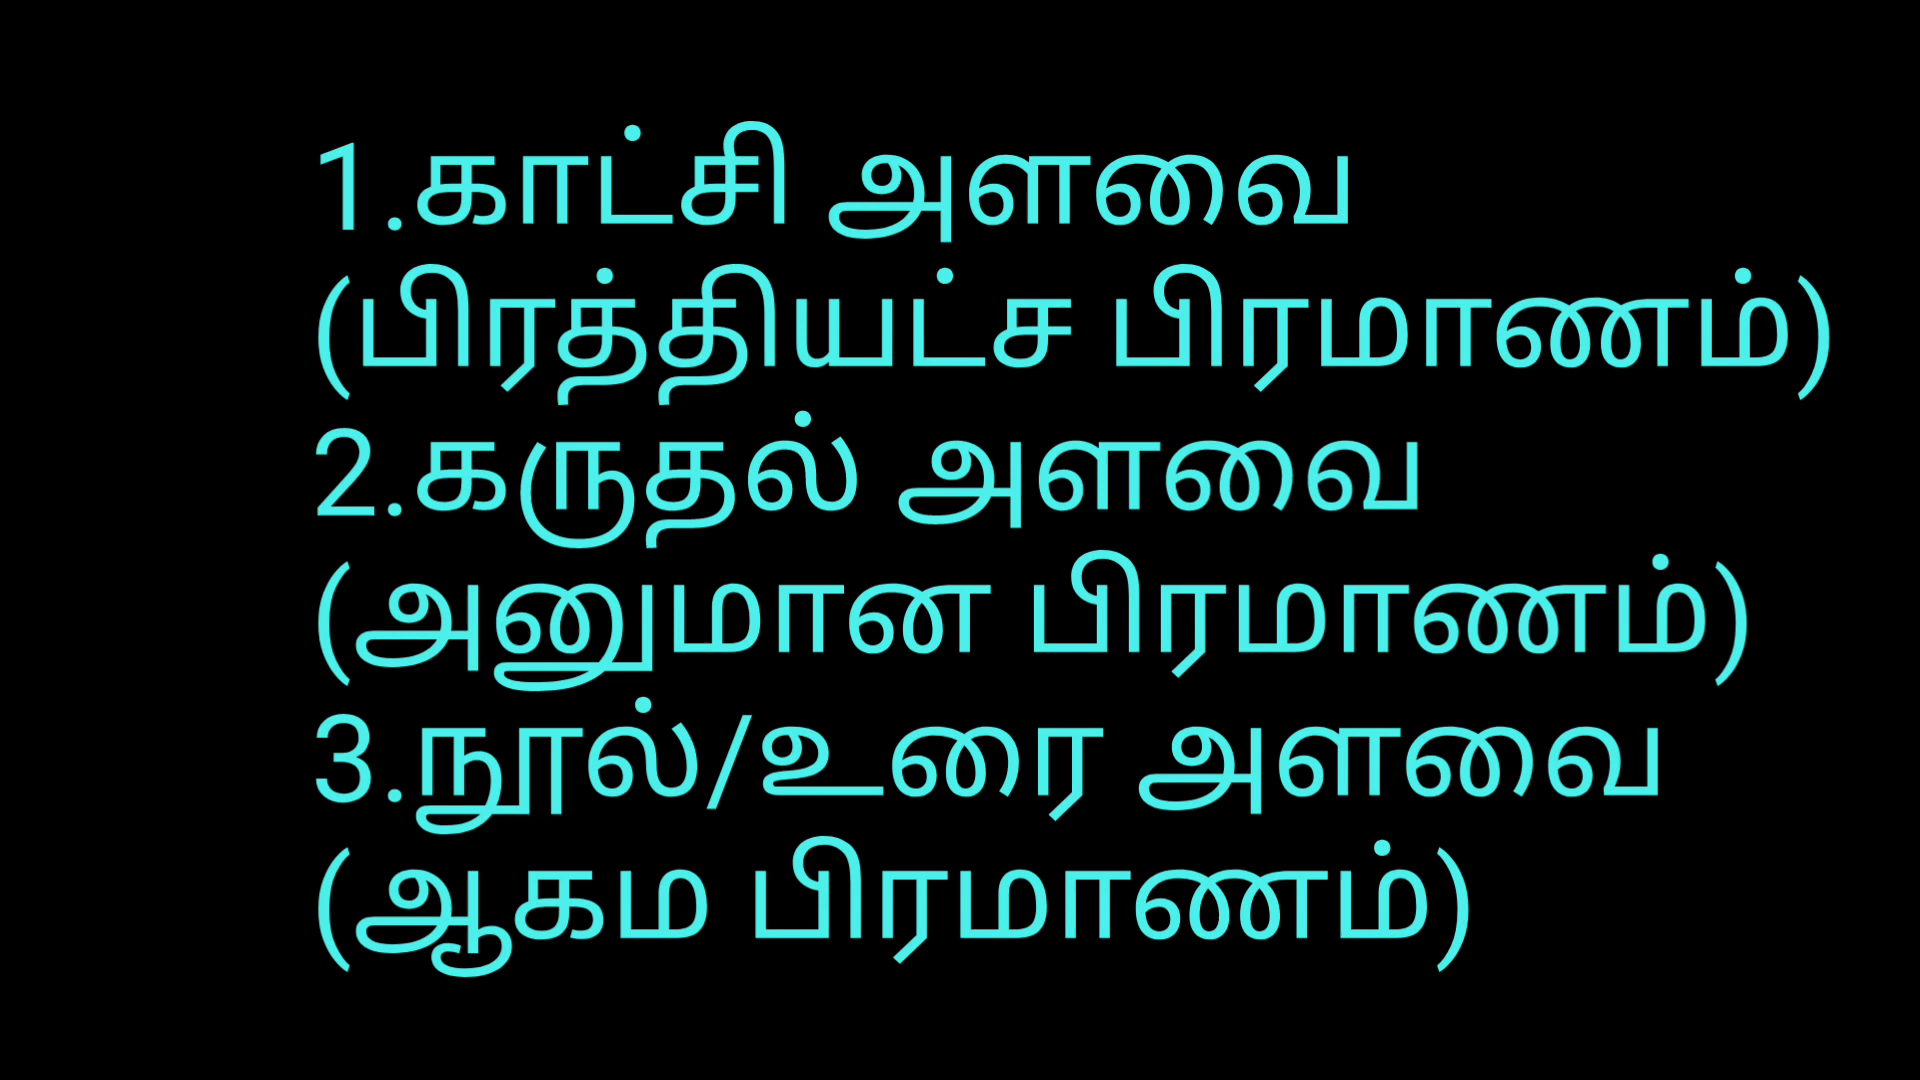 1.காட்சி அளவை
(பிரத்தியட்ச பிரமாணம்)
2.கருதல் அளவை
(அனுமான பிரமாணம்)
3.நூல்/உரை அளவை
(ஆகம பிரமாணம்)